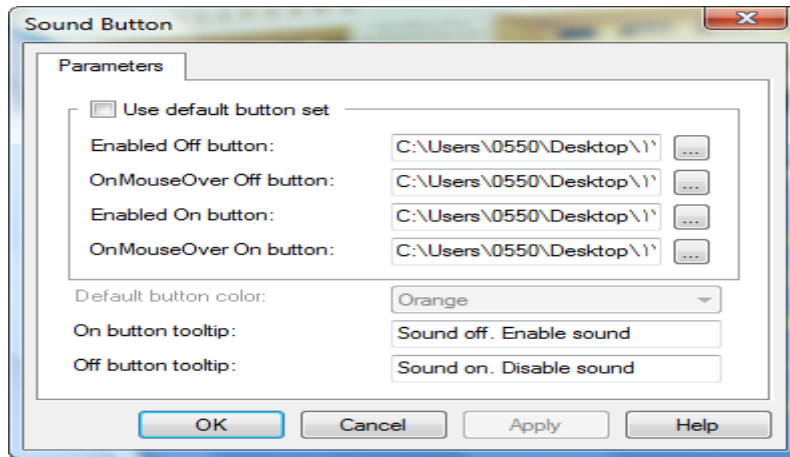 Sound Button
Parameters
Use default button set
Enabled Off button: C:\Users\0550\Desktop\
...
OnMouseOver Off button: C:\Users\0550\Desktop\
...
Enabled On button: C:\Users\0550\Desktop\
...
OnMouseOver On button: C:\Users\0550\Desktop\
...
Default button color: Orange
On button tooltip: Sound off. Enable sound
Off button tooltip: Sound on. Disable sound
OK Cancel Apply Help